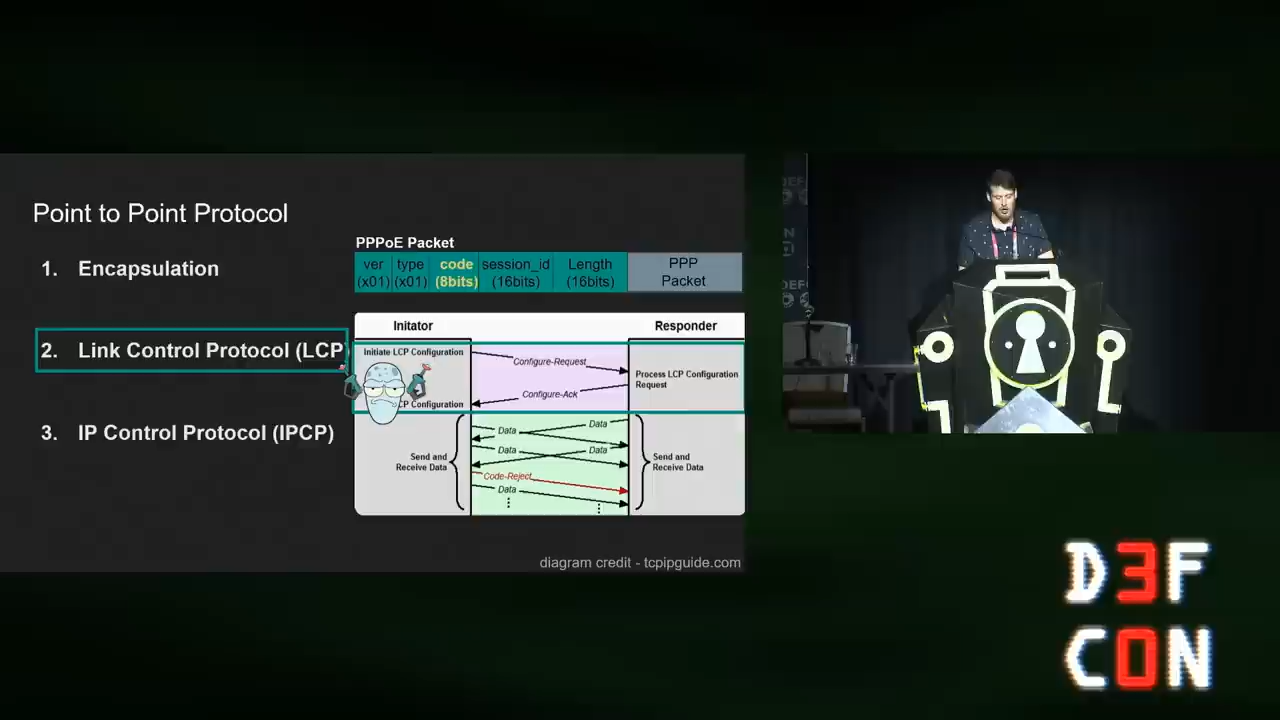 Point to Point Protocol
1. Encapsulation
2. Link Control Protocol (LCP)
3. IP Control Protocol (IPCP)
PPPoE Packet
ver type code session_id Length PPP
(x01) (x01) (8bits) (16bits) (16bits) Packet
Initator Responder
Initiate LCP Configuration
Configure-Request
Process LCP Configuration
Request
Configure-Ack
CP Configuration
Data Data
Data Data
Send and
Receive Data
Send and
Receive Data
Code-Reject
Data
diagram credit - tcpipguide.com
D3F
C0N